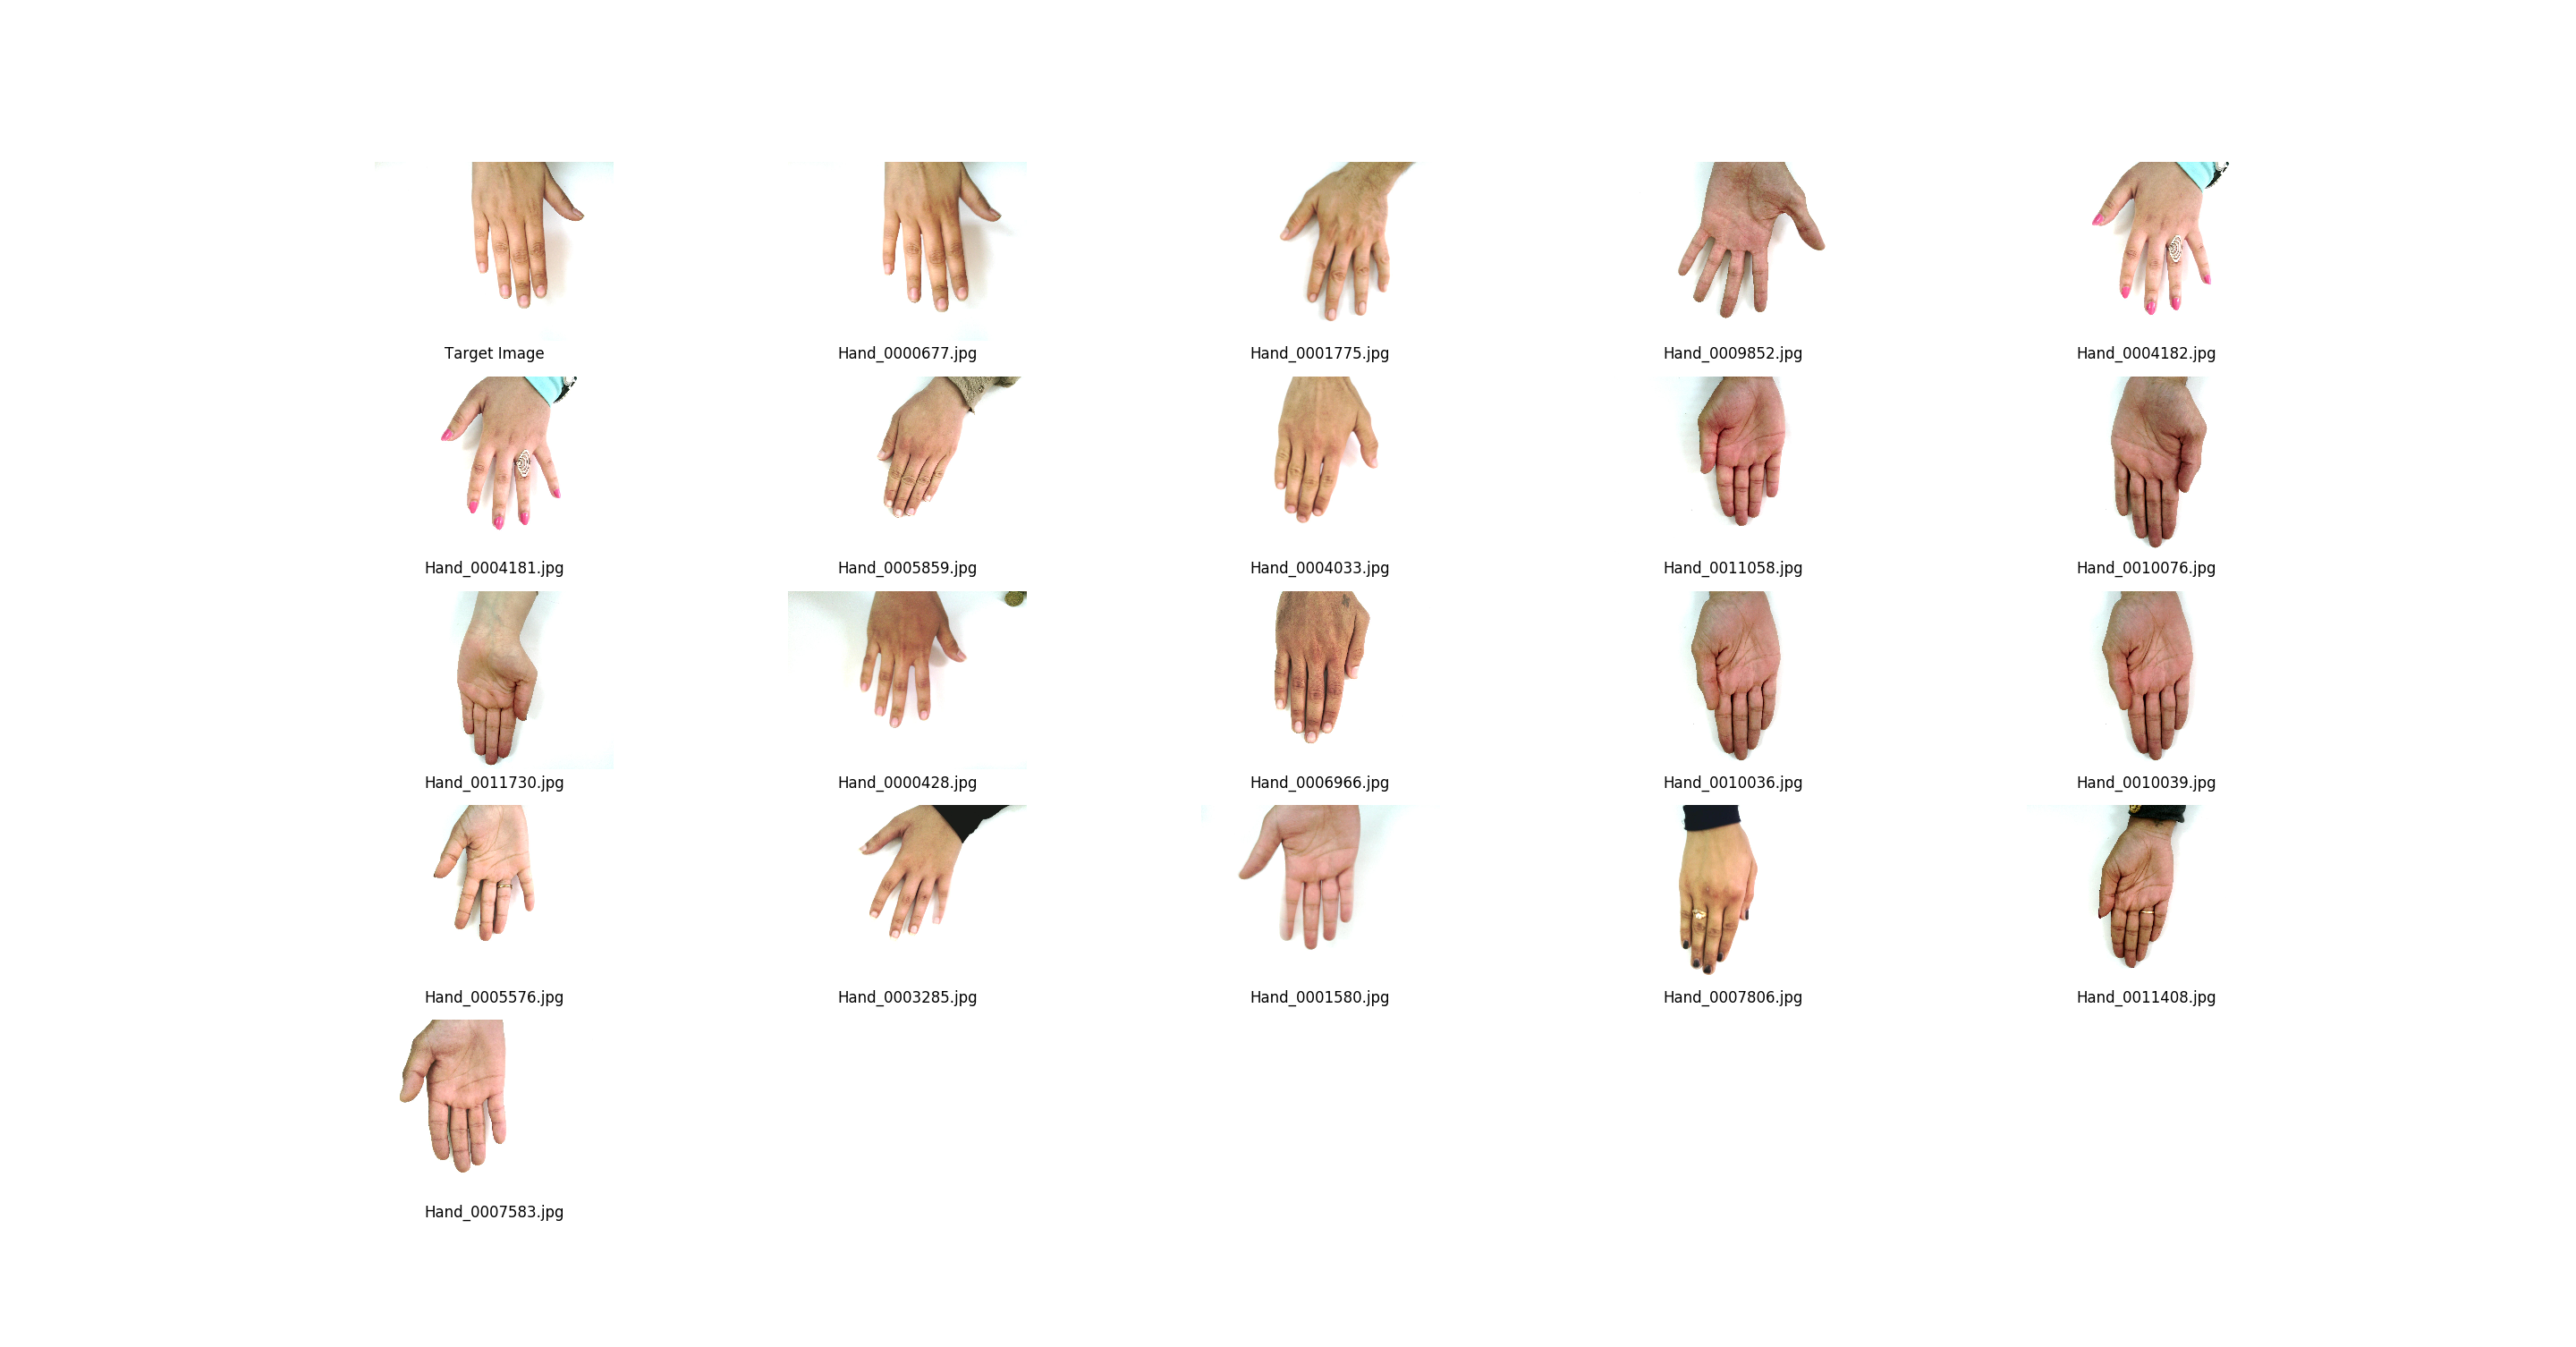 Target Image
Hand_0000677.jpg
Hand_0001775.jpg
Hand_0009852.jpg
Hand_0004182.jpg
Hand_0004181.jpg
Hand_0005859.jpg
Hand_0004033.jpg
Hand_0011058.jpg
Hand_0010076.jpg
Hand_0011730.jpg
Hand_0000428.jpg
Hand_0006966.jpg
Hand_0010036.jpg
Hand_0010039.jpg
Hand_0005576.jpg
Hand_0003285.jpg
Hand_0001580.jpg
Hand_0007806.jpg
Hand_0011408.jpg
Hand_0007583.jpg